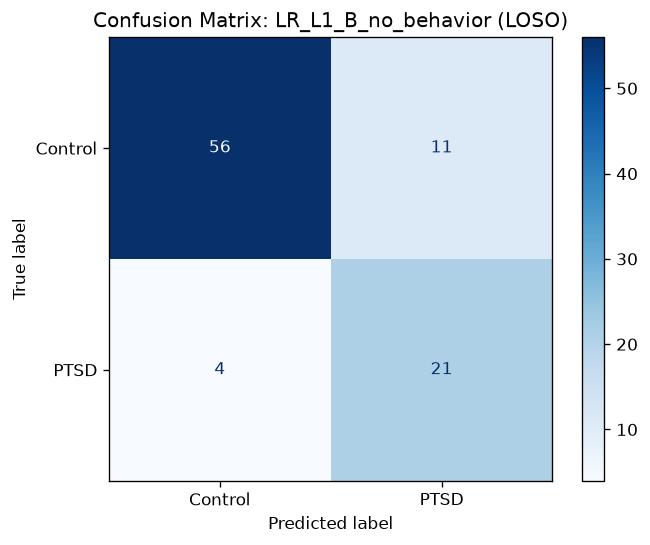 Confusion Matrix: LR_L1_B_no_behavior (LOSO)
True label
Control
PTSD
56
11
4
21
Control
PTSD
Predicted label
50
40
30
20
10